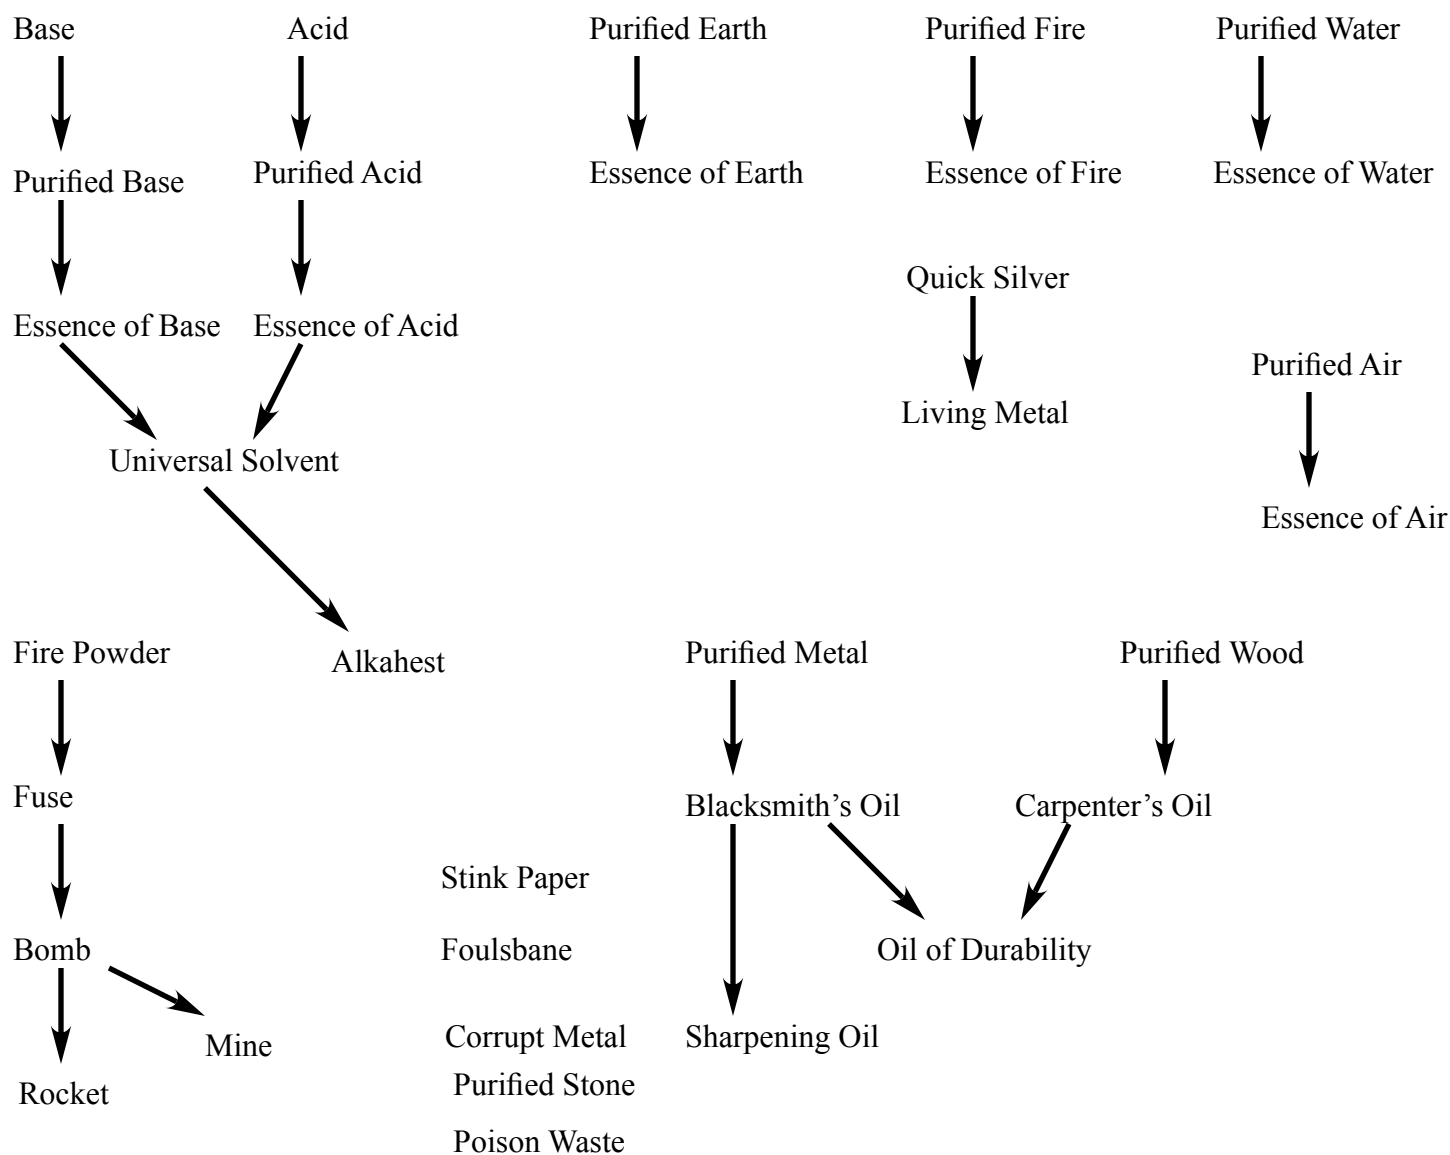 Base
Acid
Purified Earth
Purified Fire
Purified Water
Purified Base
Purified Acid
Essence of Earth
Essence of Fire
Essence of Water
Quick Silver
Essence of Base
Essence of Acid
Purified Air
Living Metal
Universal Solvent
Essence of Air
Fire Powder
Alkahest
Purified Metal
Purified Wood
Fuse
Blacksmith’s Oil
Carpenter’s Oil
Stink Paper
Bomb
Foulsbane
Oil of Durability
Mine
Corrupt Metal
Sharpening Oil
Rocket
Purified Stone
Poison Waste